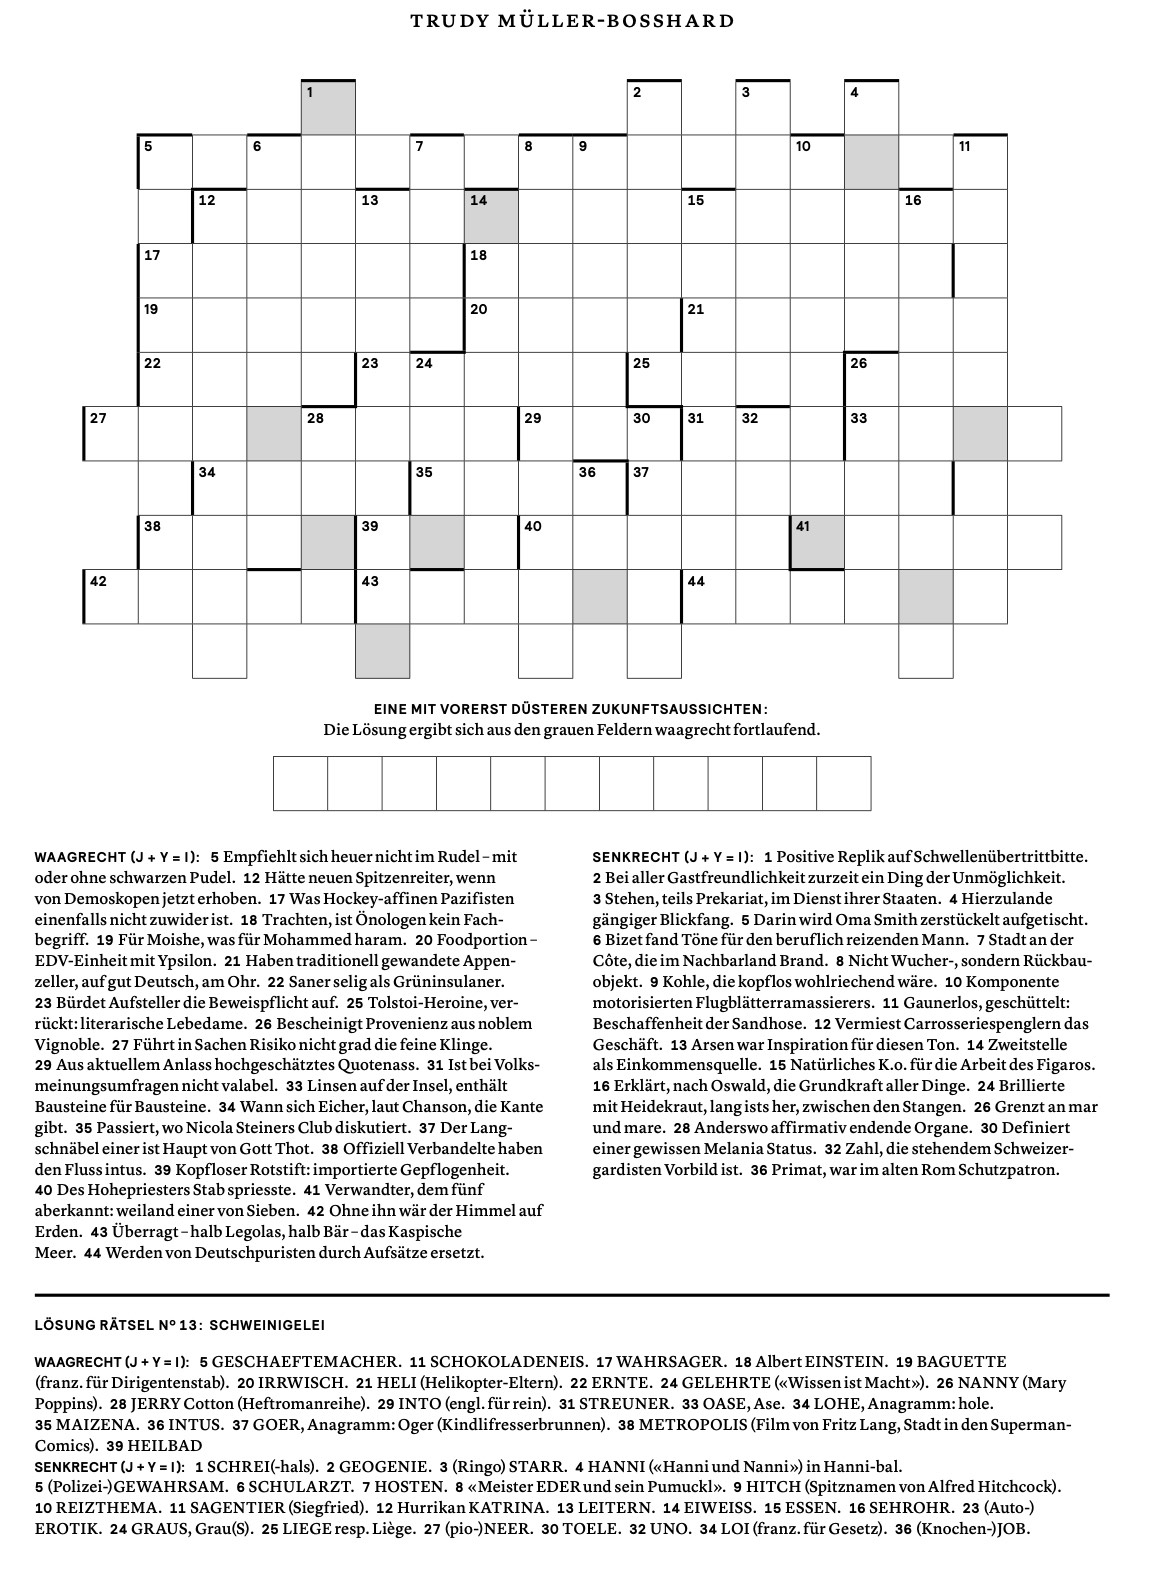 TRUDY MÜLLER-BOSSHARD
1 2 3 4
5 6 7 8 9 10 11
12 13 14 15 16
17 18
19 20 21
22 23 24 25 26
27 28 29 30 31 32 33
34 35 36 37
38 39 40 41
42 43 44
EINE MIT VORERST DÜSTEREN ZUKUNFTSAUSSICHTEN:
Die Lösung ergibt sich aus den grauen Feldern waagrecht fortlaufend.
WAAGRECHT (J + Y = I): 5 Empfiehlt sich heuer nicht im Rudel – mit
oder ohne schwarzen Pudel. 12 Hätte neuen Spitzenreiter, wenn
von Demoskopen jetzt erhoben. 17 Was Hockey-affinen Pazifisten
einenfalls nicht zuwider ist. 18 Trachten, ist Önologen kein Fach-
begriff. 19 Für Moishe, was für Mohammed haram. 20 Foodportion –
EDV-Einheit mit Ypsilon. 21 Haben traditionell gewandete Appen-
zeller, auf gut Deutsch, am Ohr. 22 Saner selig als Grüninsulaner.
23 Bürdet Aufsteller die Beweispflicht auf. 25 Tolstoi-Heroine, ver-
rückt: literarische Lebedame. 26 Bescheinigt Provenienz aus noblem
Vignoble. 27 Führt in Sachen Risiko nicht grad die feine Klinge.
29 Aus aktuellem Anlass hochgeschätztes Quotenass. 31 Ist bei Volks-
meinungsumfragen nicht valabel. 33 Linsen auf der Insel, enthält
Bausteine für Bausteine. 34 Wann sich Eicher, laut Chanson, die Kante
gibt. 35 Passiert, wo Nicola Steiners Club diskutiert. 37 Der Lang-
schnäbel einer ist Haupt von Gott Thot. 38 Offiziell Verbandelte haben
den Fluss intus. 39 Kopfloser Rotstift: importierte Gepflogenheit.
40 Des Hohepriesters Stab spriesste. 41 Verwandter, dem fünf
aberkannt: weiland einer von Sieben. 42 Ohne ihn wär der Himmel auf
Erden. 43 Überragt – halb Legolas, halb Bär – das Kaspische
Meer. 44 Werden von Deutschpuristen durch Aufsätze ersetzt.
SENKRECHT (J + Y = I): 1 Positive Replik auf Schwellenübertrittbitte.
2 Bei aller Gastfreundlichkeit zurzeit ein Ding der Unmöglichkeit.
3 Stehen, teils Prekariat, im Dienst ihrer Staaten. 4 Hierzulande
gängiger Blickfang. 5 Darin wird Oma Smith zerstückelt aufgetischt.
6 Bizet fand Töne für den beruflich reizenden Mann. 7 Stadt an der
Côte, die im Nachbarland Brand. 8 Nicht Wucher-, sondern Rückbau-
objekt. 9 Kohle, die kopflos wohlriechend wäre. 10 Komponente
motorisierten Flugblätterramassierers. 11 Gaunerlos, geschüttelt:
Beschaffenheit der Sandhose. 12 Vermiest Carrosseriespenglern das
Geschäft. 13 Arsen war Inspiration für diesen Ton. 14 Zweitstelle
als Einkommensquelle. 15 Natürliches K.o. für die Arbeit des Figaros.
16 Erklärt, nach Oswald, die Grundkraft aller Dinge. 24 Brillierte
mit Heidekraut, lang ists her, zwischen den Stangen. 26 Grenzt an mar
und mare. 28 Anderswo affirmativ endende Organe. 30 Definiert
einer gewissen Melania Status. 32 Zahl, die stehendem Schweizer-
gardisten Vorbild ist. 36 Primat, war im alten Rom Schutzpatron.
LÖSUNG RÄTSEL Nº 13: SCHWEINIGELEI
WAAGRECHT (J + Y = I): 5 GESCHAEFTEMACHER. 11 SCHOKOLADENEIS. 17 WAHRSAGER. 18 Albert EINSTEIN. 19 BAGUETTE
(franz. für Dirigentenstab). 20 IRRWISCH. 21 HELI (Helikopter-Eltern). 22 ERNTE. 24 GELEHRTE («Wissen ist Macht»). 26 NANNY (Mary
Poppins). 28 JERRY Cotton (Heftromanreihe). 29 INTO (engl. für rein). 31 STREUNER. 33 OASE, Ase. 34 LOHE, Anagramm: hole.
35 MAIZENA. 36 INTUS. 37 GOER, Anagramm: Oger (Kindlifresserbrunnen). 38 METROPOLIS (Film von Fritz Lang, Stadt in den Superman-
Comics). 39 HEILBAD
SENKRECHT (J + Y = I): 1 SCHREI(-hals). 2 GEOGENIE. 3 (Ringo) STARR. 4 HANNI («Hanni und Nanni») in Hanni-bal.
5 (Polizei-)GEWAHRSAM. 6 SCHULARZT. 7 HOSTEN. 8 «Meister EDER und sein Pumuckl». 9 HITCH (Spitznamen von Alfred Hitchcock).
10 REIZTHEMA. 11 SAGENTIER (Siegfried). 12 Hurrikan KATRINA. 13 LEITERN. 14 EIWEISS. 15 ESSEN. 16 SEHROHR. 23 (Auto-)
EROTIK. 24 GRAUS, Grau(S). 25 LIEGE resp. Liège. 27 (pio-)NEER. 30 TOELE. 32 UNO. 34 LOI (franz. für Gesetz). 36 (Knochen-)JOB.